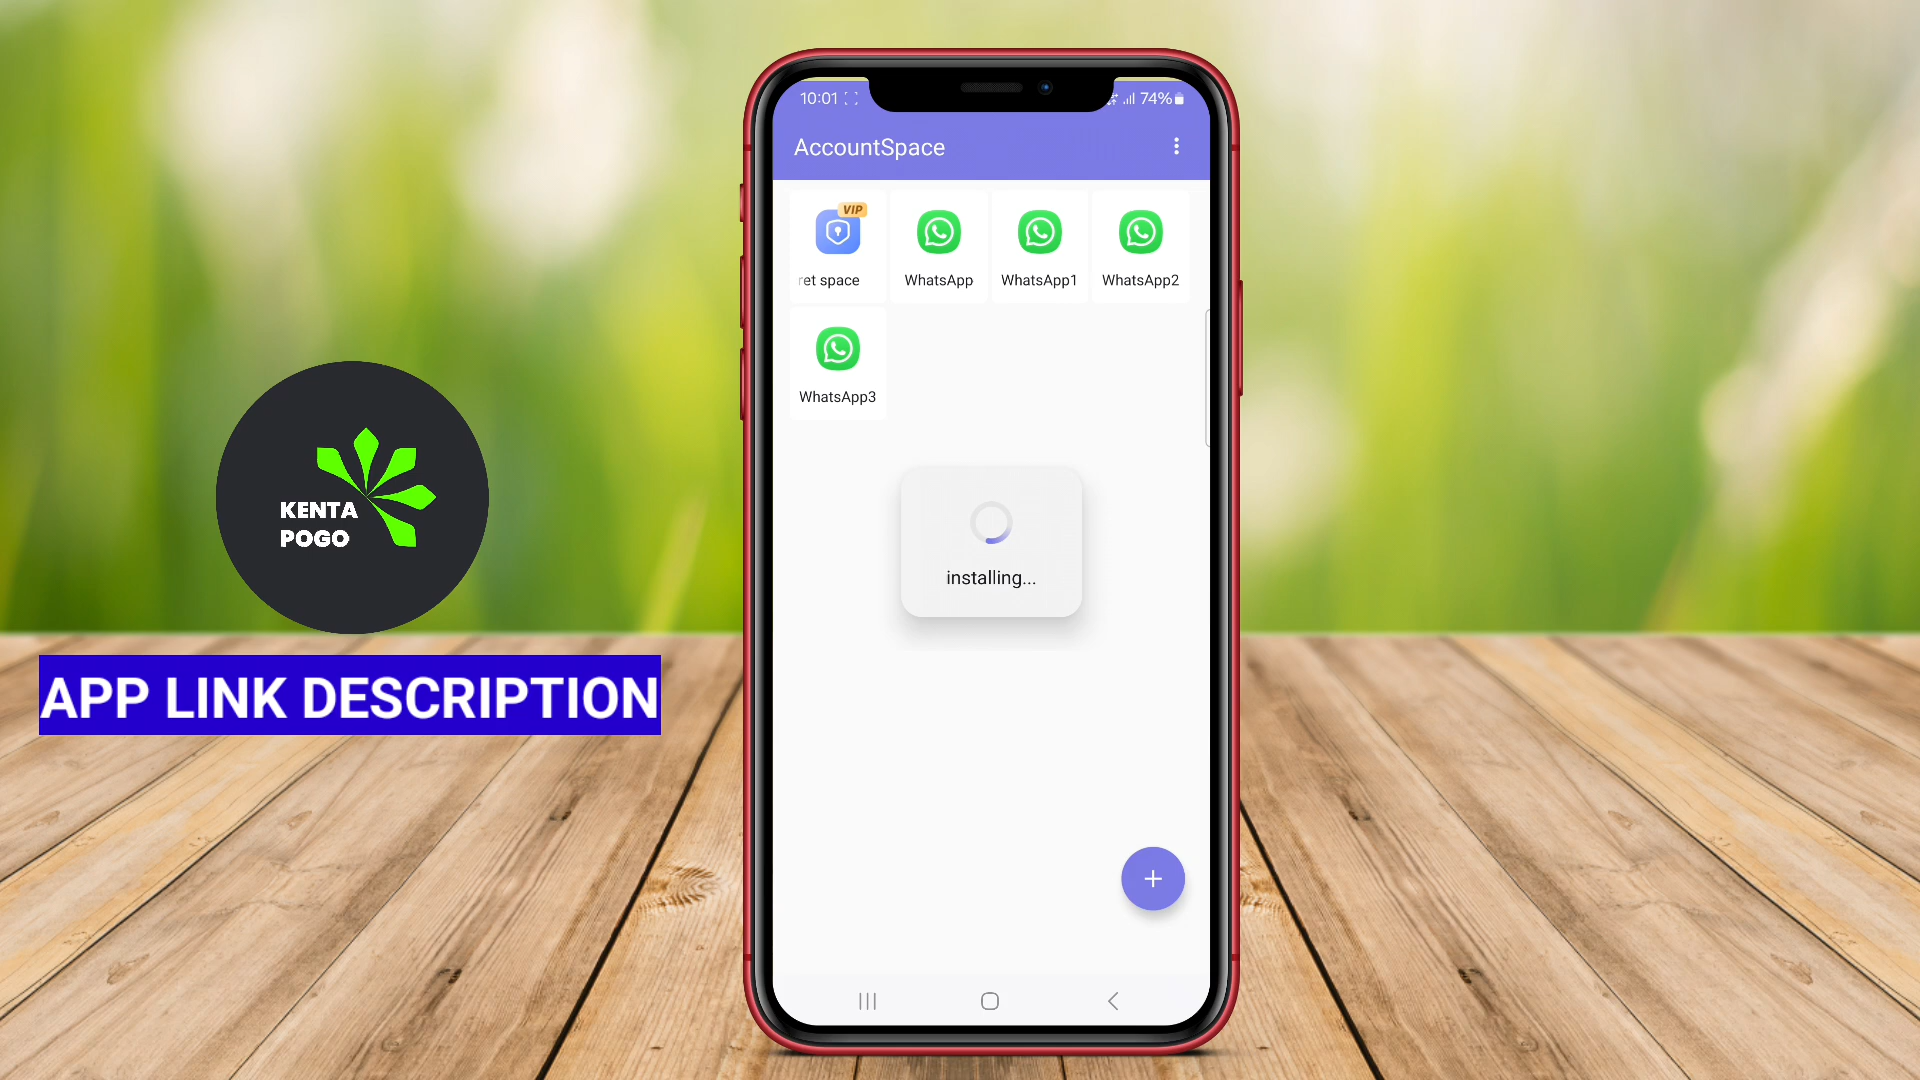 10:01
74%
AccountSpace
VIP
ret space
WhatsApp
WhatsApp1
WhatsApp2
WhatsApp3
installing...
KENTA
POGO
APP LINK DESCRIPTION